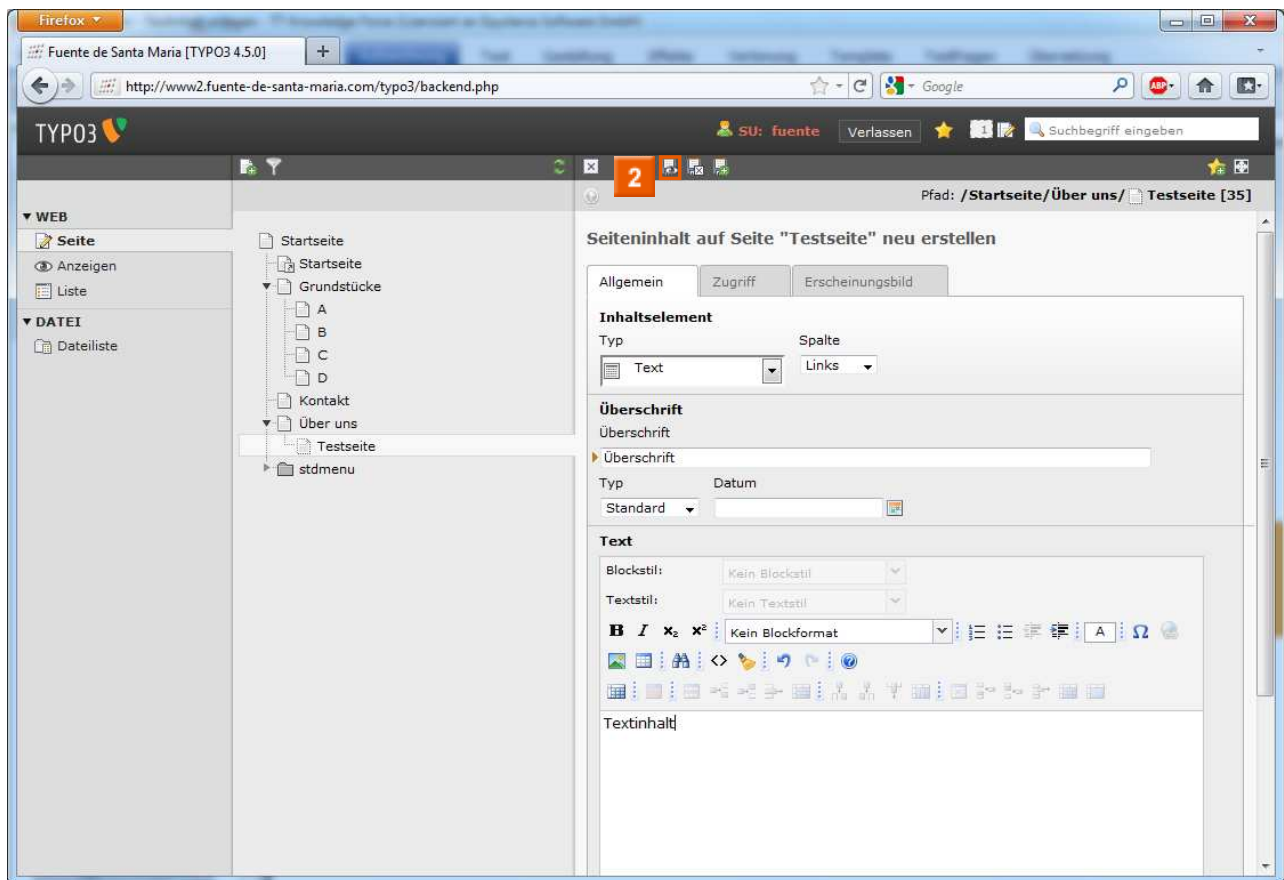 Firefox
Fuente de Santa Maria [TYPO3 4.5.0]
+
http://www2.fuente-de-santa-maria.com/typo3/backend.php
Google
ABP
TYPO3
SU: fuente
Verlassen
1
Suchbegriff eingeben
2
Pfad: /Startseite/Über uns/ Testseite [35]
WEB
Seite
Anzeigen
Liste
DATEI
Dateiliste
Startseite
Startseite
Grundstücke
A
B
C
D
Kontakt
Über uns
Testseite
stdmenu
Seiteninhalt auf Seite "Testseite" neu erstellen
Allgemein Zugriff Erscheinungsbild
Inhaltselement
Typ Spalte
Text Links
Überschrift
Überschrift
Überschrift
Typ Datum
Standard
Text
Blockstil: Kein Blockstil
Textstil: Kein Textstil
B I x₂ x² Kein Blockformat A Ω
Textinhalt